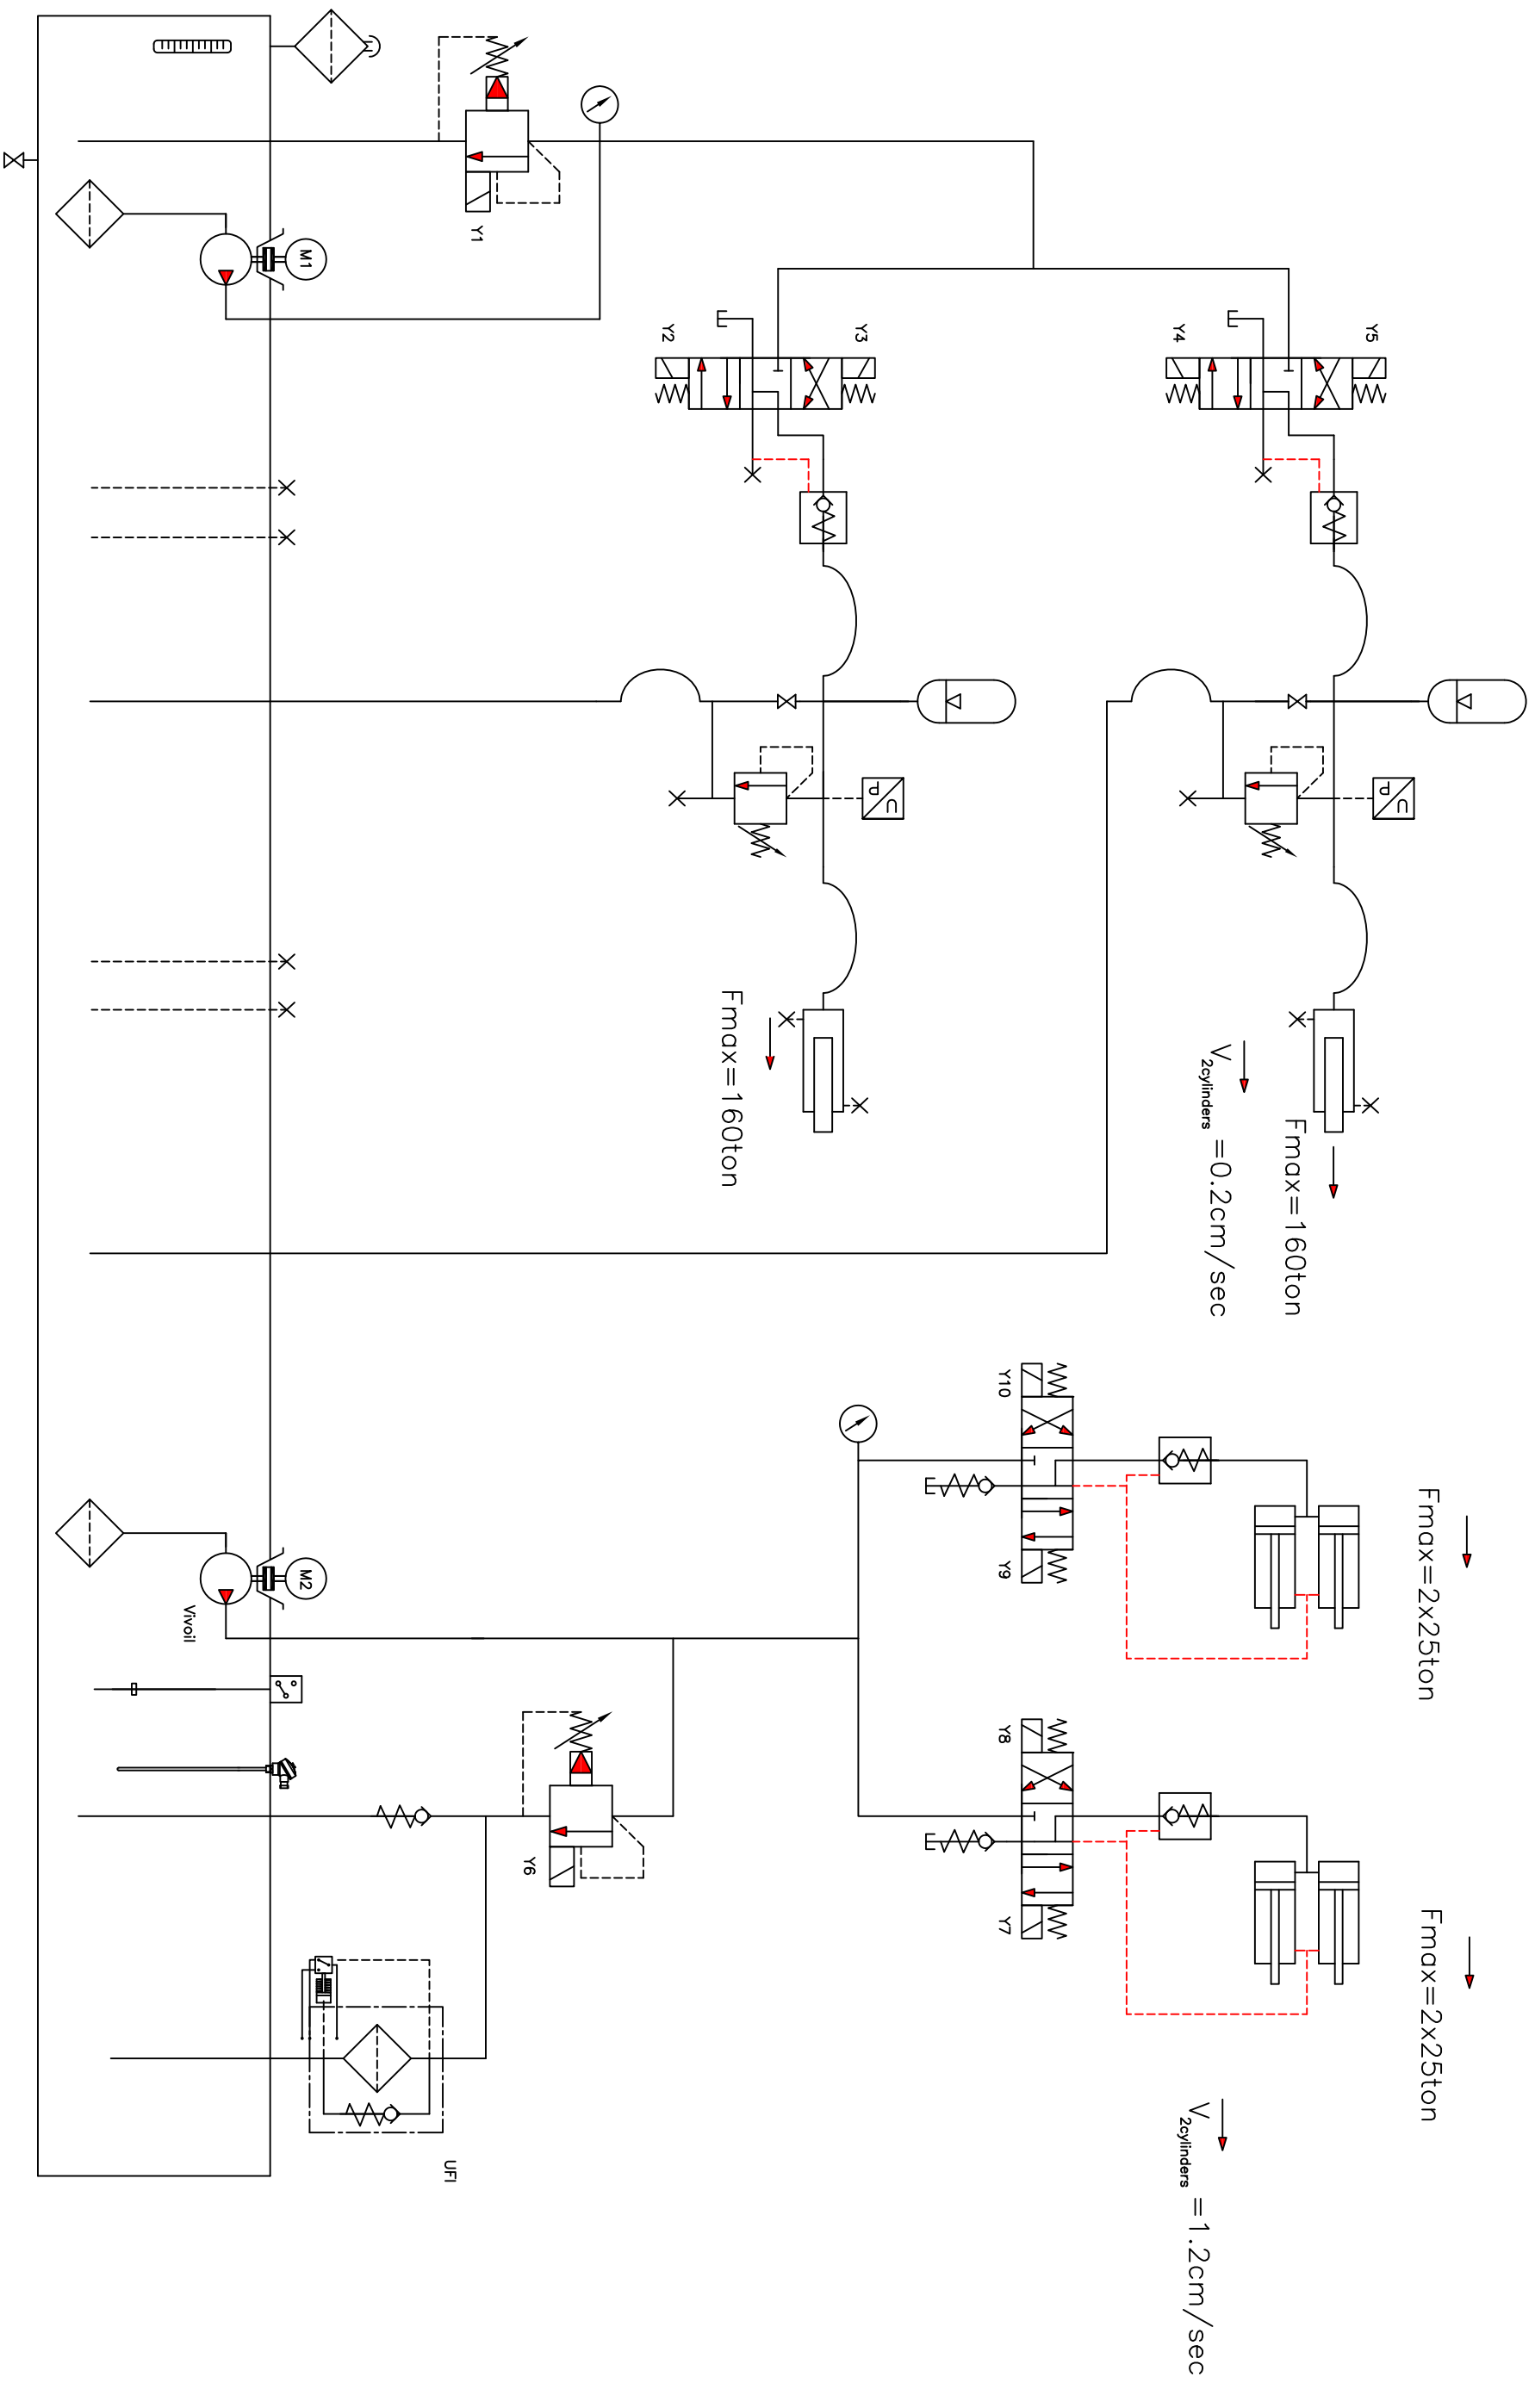 Fmax=2x25ton
Fmax=2x25ton
U
p
Y5
Fmax=160ton
V2cylinders =0.2cm/sec
V2cylinders =1.2cm/sec
Y4
Y10
Y9
Y8
Y7
U
p
Y3
Fmax=160ton
Y2
Y6
Y1
UFI
M1
M2
Vivoil